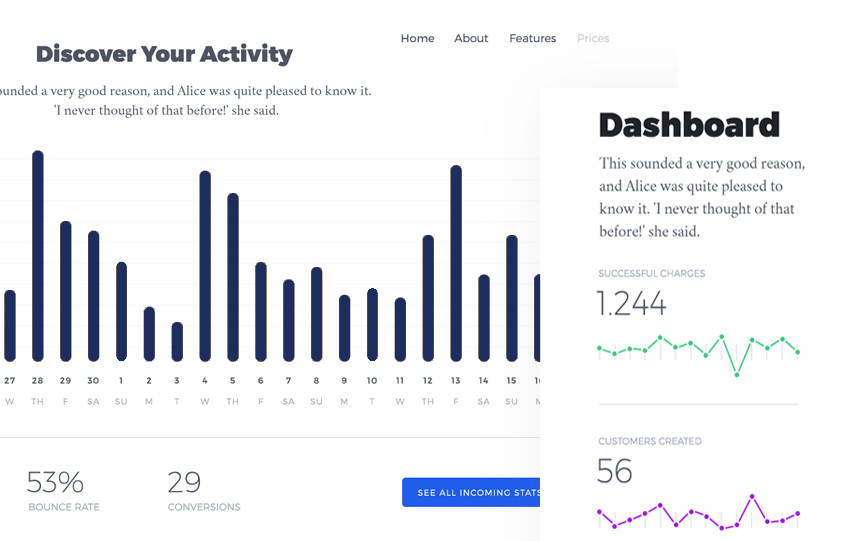 Home About Features Prices
Discover Your Activity
ounded a very good reason, and Alice was quite pleased to know it.
'I never thought of that before!' she said.
27 28 29 30 1 2 3 4 5 6 7 8 9 10 11 12 13 14 15
W TH F SA SU M T W TH F SA SU M T W TH F SA SU
53%
BOUNCE RATE
29
CONVERSIONS
SEE ALL INCOMING STATS
Dashboard
This sounded a very good reason,
and Alice was quite pleased to
know it. 'I never thought of that
before!' she said.
SUCCESSFUL CHARGES
1.244
CUSTOMERS CREATED
56